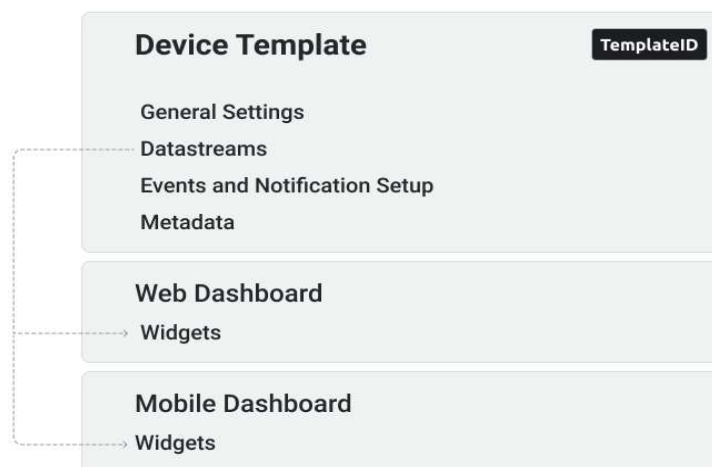 Device Template
TemplateID
General Settings
Datastreams
Events and Notification Setup
Metadata
Web Dashboard
Widgets
Mobile Dashboard
Widgets